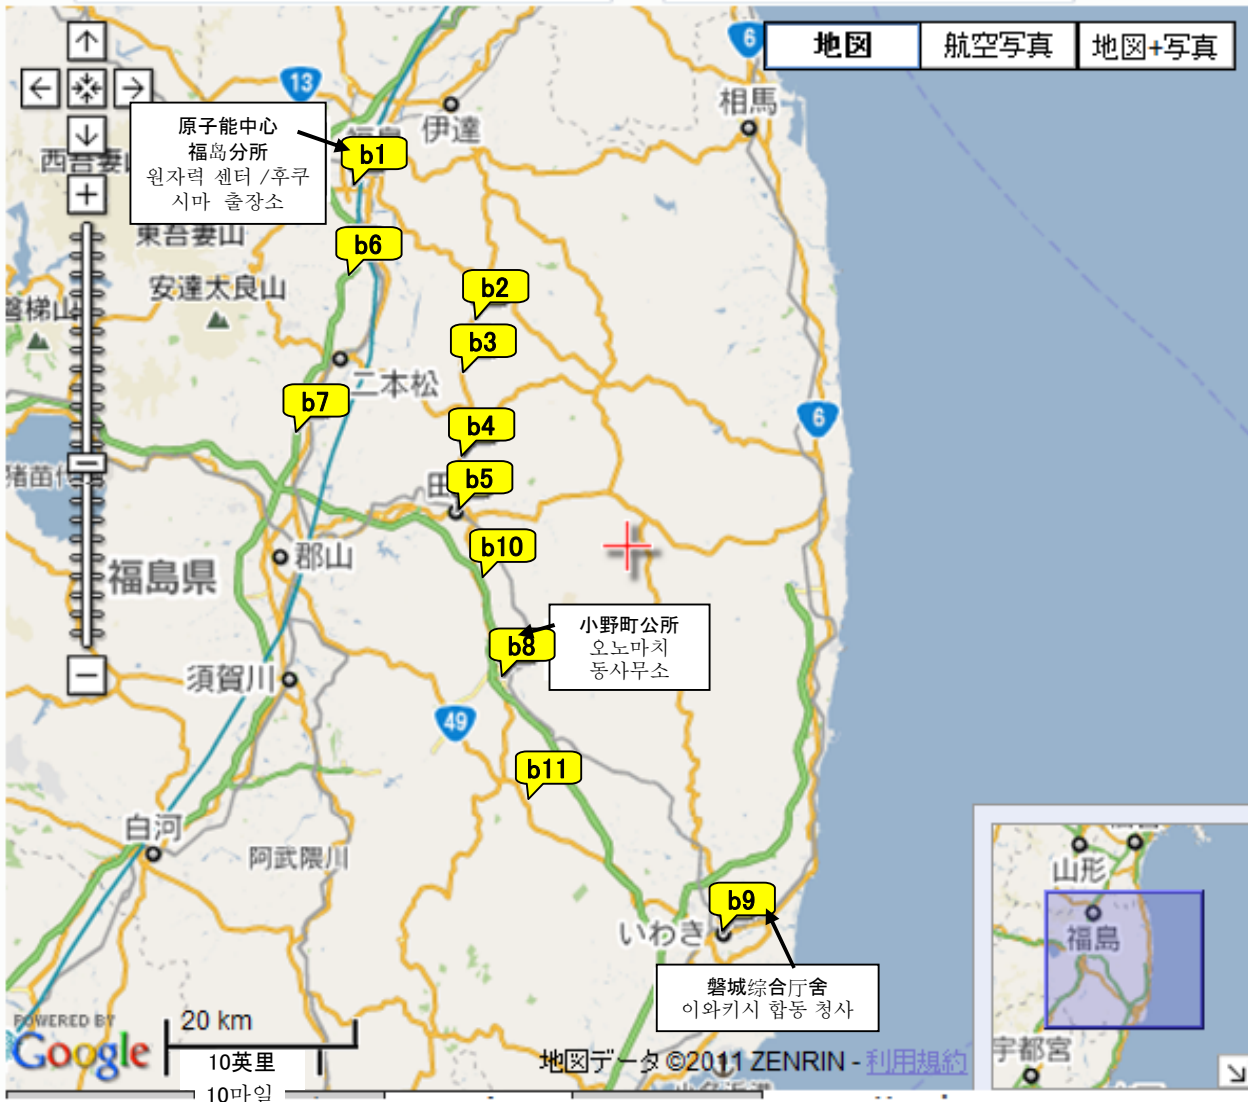 6
地図
航空写真
地図+写真
13
相馬
伊達
原子能中心
福島分所
원자력 센터 /후쿠
시마 출장소
b1
東吾妻山
b6
安達太良山
b2
磐梯山
b3
二本松
b7
b4
6
b5
b10
郡山
福島県
小野町公所
오노마치
동사무소
b8
須賀川
49
b11
白河
阿武隈川
山形
福島
宇都宮
b9
いわき
磐城综合厅舍
이와키시 합동 청사
POWERED BY
Google
20 km
10英里
10마일
地図データ ©2011 ZENRIN - 利用規約